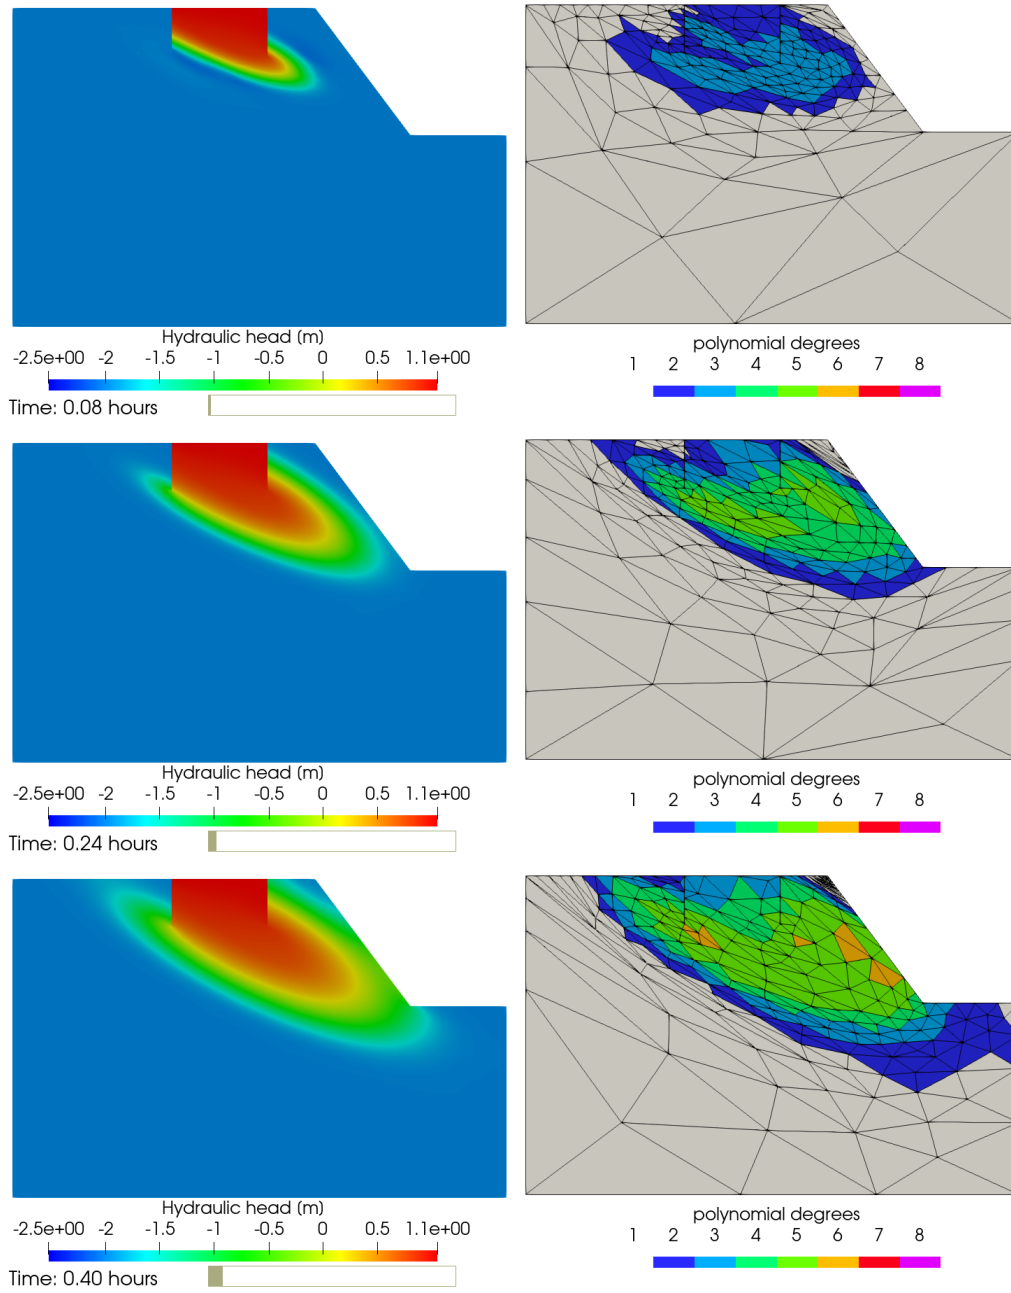 Hydraulic head (m)
-2.5e+00 -2 -1.5 -1 -0.5 0 0.5 1.1e+00
Time: 0.08 hours
polynomial degrees
1 2 3 4 5 6 7 8
Hydraulic head (m)
-2.5e+00 -2 -1.5 -1 -0.5 0 0.5 1.1e+00
Time: 0.24 hours
polynomial degrees
1 2 3 4 5 6 7 8
Hydraulic head (m)
-2.5e+00 -2 -1.5 -1 -0.5 0 0.5 1.1e+00
Time: 0.40 hours
polynomial degrees
1 2 3 4 5 6 7 8